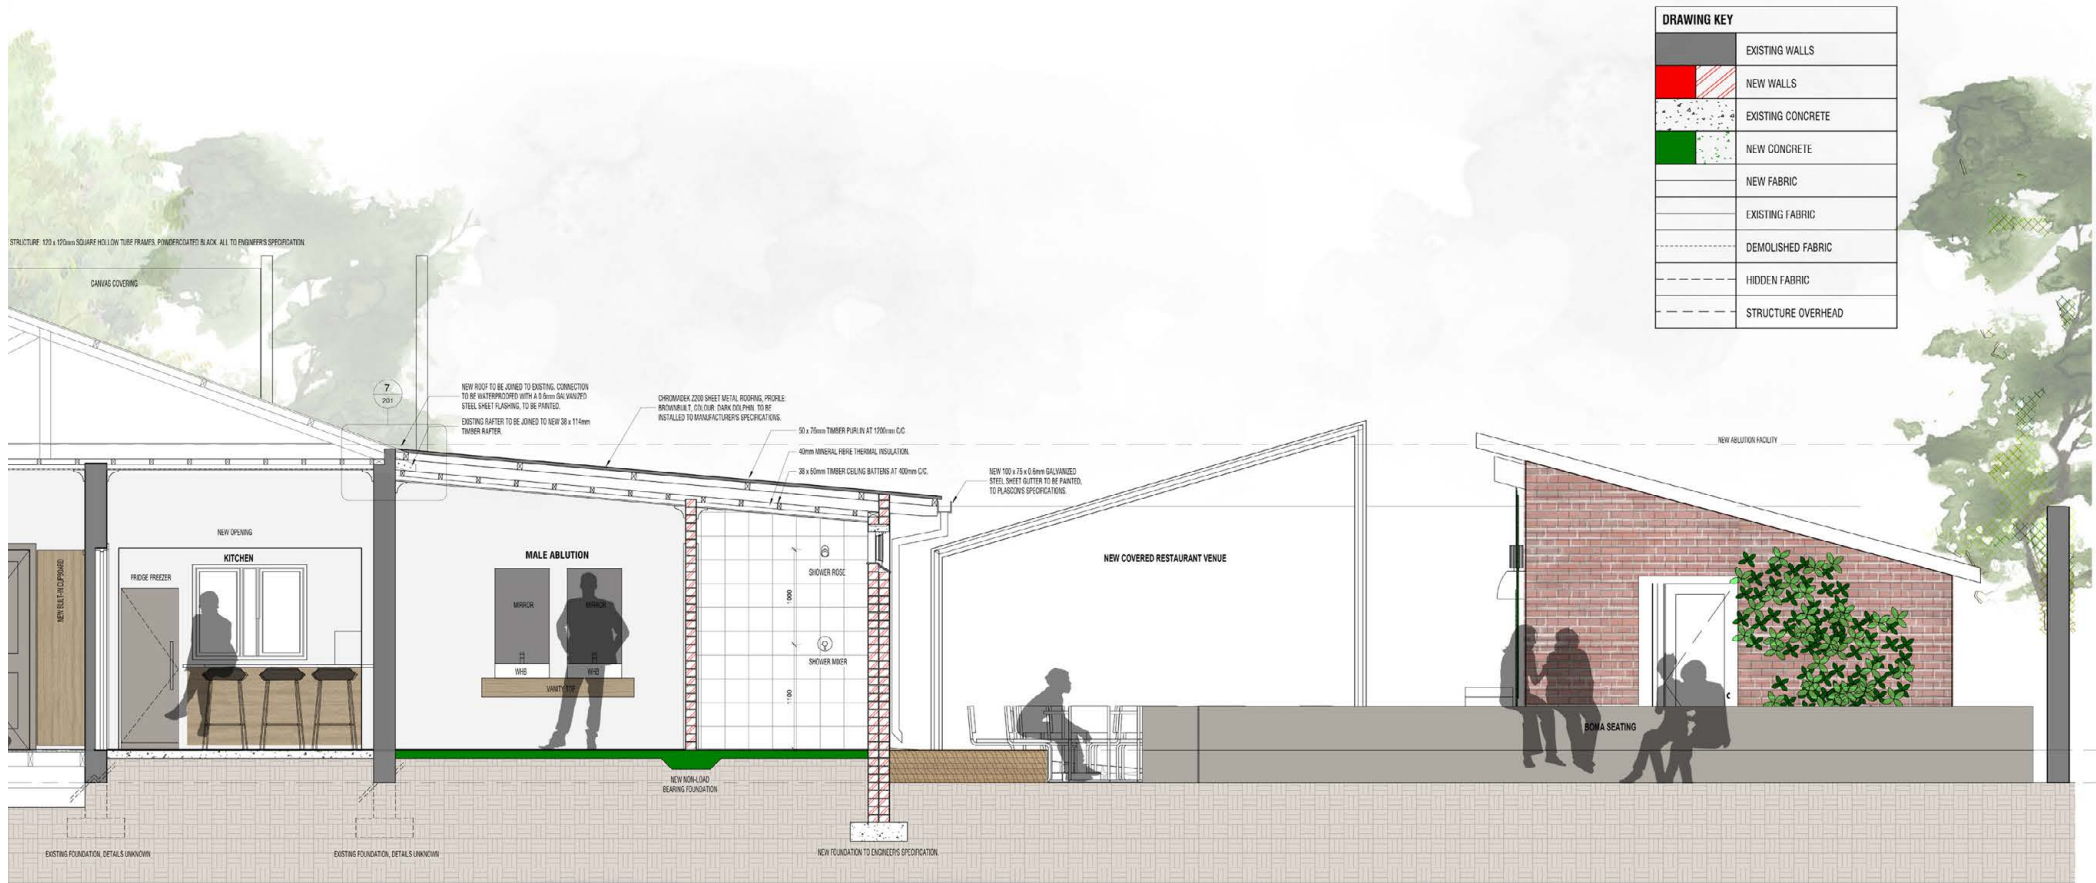 DRAWING KEY
EXISTING WALLS
NEW WALLS
EXISTING CONCRETE
NEW CONCRETE
NEW FABRIC
EXISTING FABRIC
DEMOLISHED FABRIC
HIDDEN FABRIC
STRUCTURE OVERHEAD
STRUCTURE: 120 x 120mm SQUARE HOLLOW TUBE FRAMES, POWDERCOATED BLACK. ALL TO ENGINEER'S SPECIFICATION.
CANVAS COVERING
7
201
NEW ROOF TO BE JOINED TO EXISTING. CONNECTION
TO BE WATERPROOFED WITH A 0.6mm GALVANIZED
STEEL SHEET FLASHING, TO BE PAINTED.
EXISTING RAFTER TO BE JOINED TO NEW 38 x 114mm
TIMBER RAFTER.
CHROMADEK Z200 SHEET METAL ROOFING, PROFILE:
BROWNBUILT, COLOUR: DARK DOLPHIN. TO BE
INSTALLED TO MANUFACTURER'S SPECIFICATIONS.
50 x 76mm TIMBER PURLIN AT 1200mm C/C.
40mm MINERAL FIBRE THERMAL INSULATION.
38 x 50mm TIMBER CEILING BATTENS AT 400mm C/C.
NEW 100 x 75 x 0.6mm GALVANIZED
STEEL SHEET GUTTER TO BE PAINTED,
TO PLASCON'S SPECIFICATIONS.
NEW ABLUTION FACILITY
NEW OPENING
KITCHEN
FRIDGE FREEZER
NEW BUILT-IN CUPBOARD
MALE ABLUTION
MIRROR
MIRROR
WHB
WHB
VANITY TOP
SHOWER ROSE
1000
SHOWER MIXER
1100
NEW COVERED RESTAURANT VENUE
BOMA SEATING
NEW NON-LOAD
BEARING FOUNDATION
EXISTING FOUNDATION, DETAILS UNKNOWN
EXISTING FOUNDATION, DETAILS UNKNOWN
NEW FOUNDATION TO ENGINEER'S SPECIFICATION.